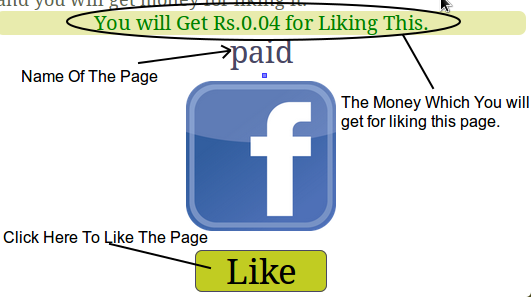 and you will get money for liking it.
You will Get Rs.0.04 for Liking This.
paid
Name Of The Page
The Money Which You will
get for liking this page.
f
Click Here To Like The Page
Like